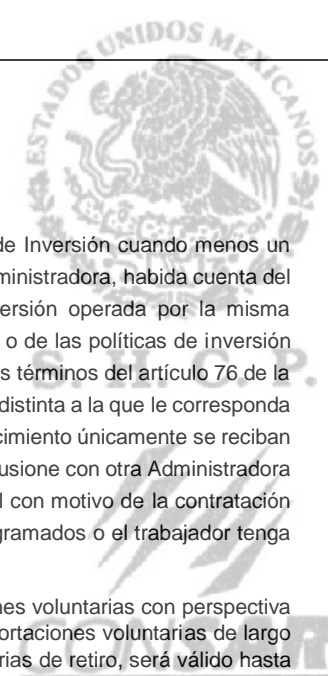 ESTADOS UNIDOS MEXICANOS
de Inversión cuando menos un
ministradora, habida cuenta del
ersión operada por la misma
o de las políticas de inversión
s términos del artículo 76 de la
S. H. C. P.
distinta a la que le corresponda
cimiento únicamente se reciban
usione con otra Administradora
l con motivo de la contratación
gramados o el trabajador tenga
nes voluntarias con perspectiva
ortaciones voluntarias de largo
rias de retiro, será válido hasta
CONSAR